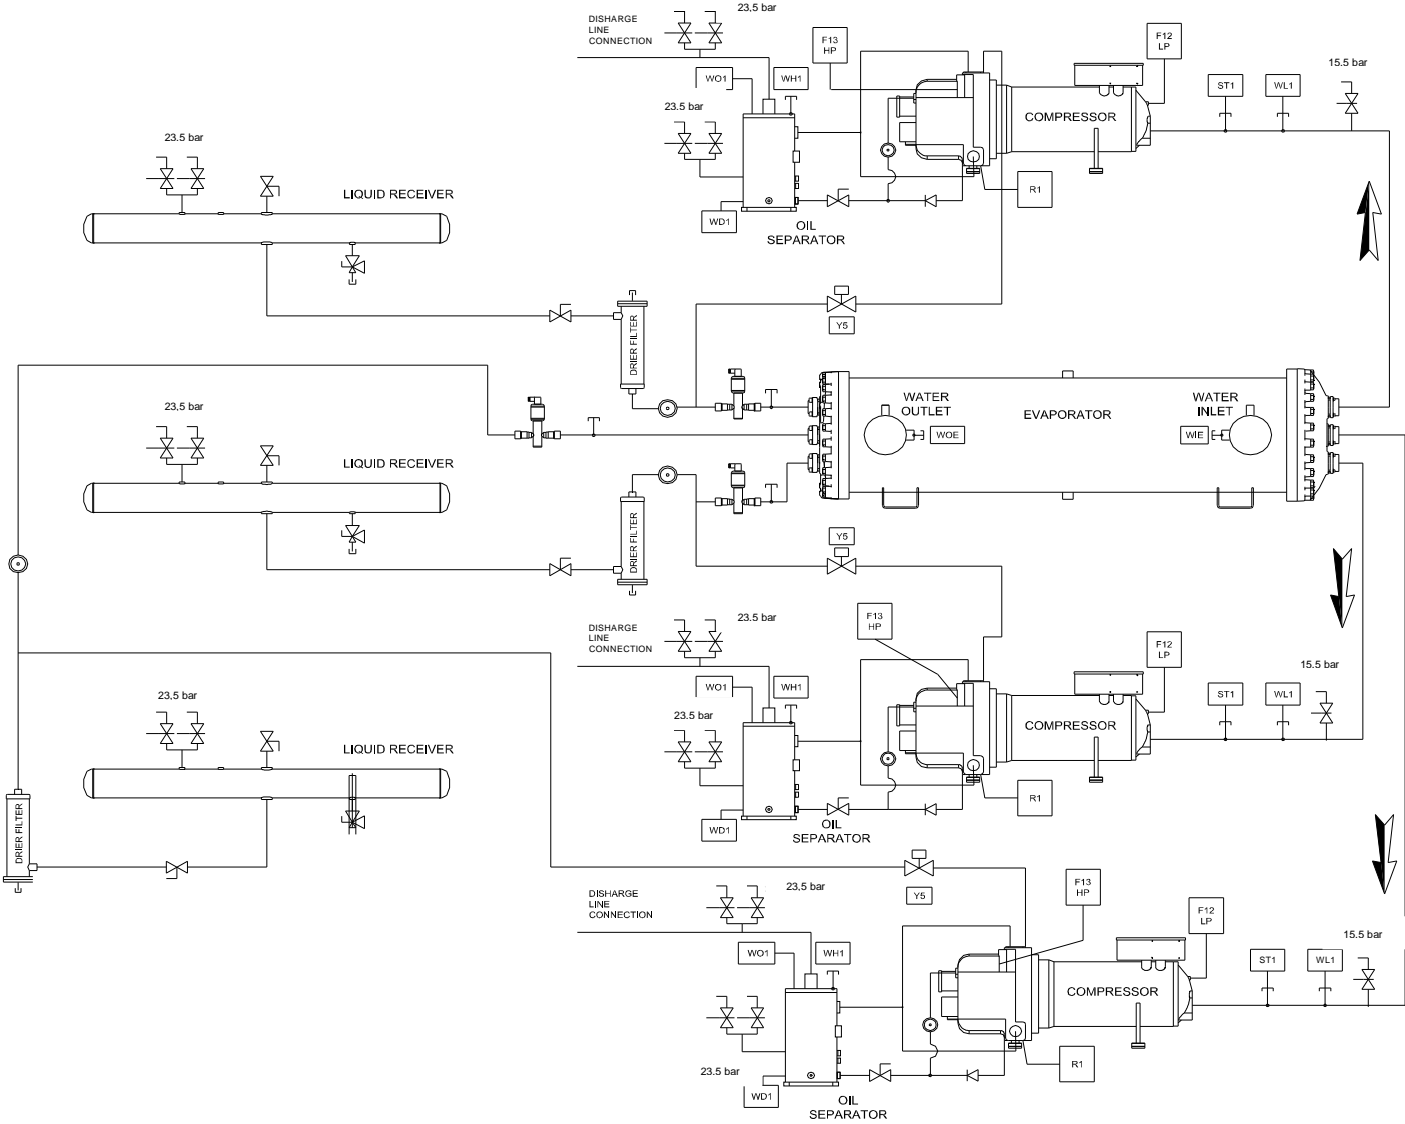 23,5 bar
DISHARGE
LINE
CONNECTION
F13
HP
F12
LP
WO1
WH1
COMPRESSOR
ST1
WL1
15.5 bar
23.5 bar
23.5 bar
LIQUID RECEIVER
R1
WD1
OIL
SEPARATOR
DRIER FILTER
Y5
WATER
OUTLET
EVAPORATOR
WATER
INLET
WOE
WIE
23,5 bar
LIQUID RECEIVER
DRIER FILTER
Y5
23.5 bar
DISHARGE
LINE
CONNECTION
F13
HP
F12
LP
WO1
WH1
COMPRESSOR
ST1
WL1
15.5 bar
23.5 bar
23,5 bar
LIQUID RECEIVER
R1
WD1
OIL
SEPARATOR
DRIER FILTER
Y5
23,5 bar
DISHARGE
LINE
CONNECTION
F13
HP
F12
LP
WO1
WH1
COMPRESSOR
ST1
WL1
15.5 bar
23.5 bar
R1
WD1
OIL
SEPARATOR